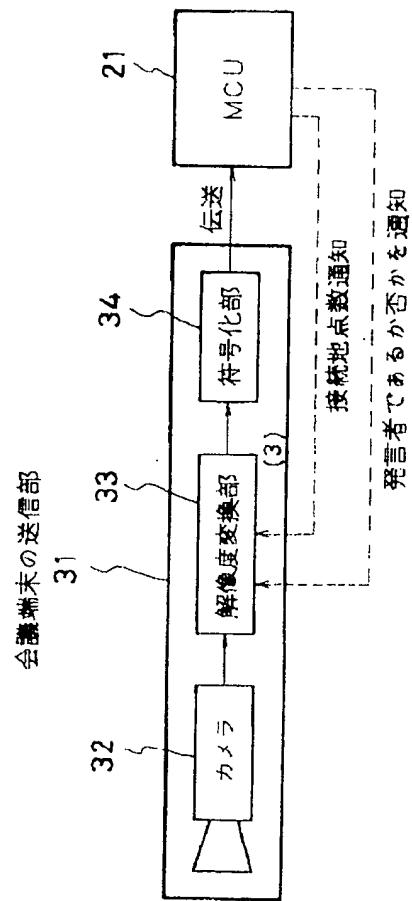 会議端末の送信部
31
32
カメラ
33
解像度変換部
(3)
34
符号化部
伝送
21
MCU
接続地点数通知
発言者であるか否かを通知